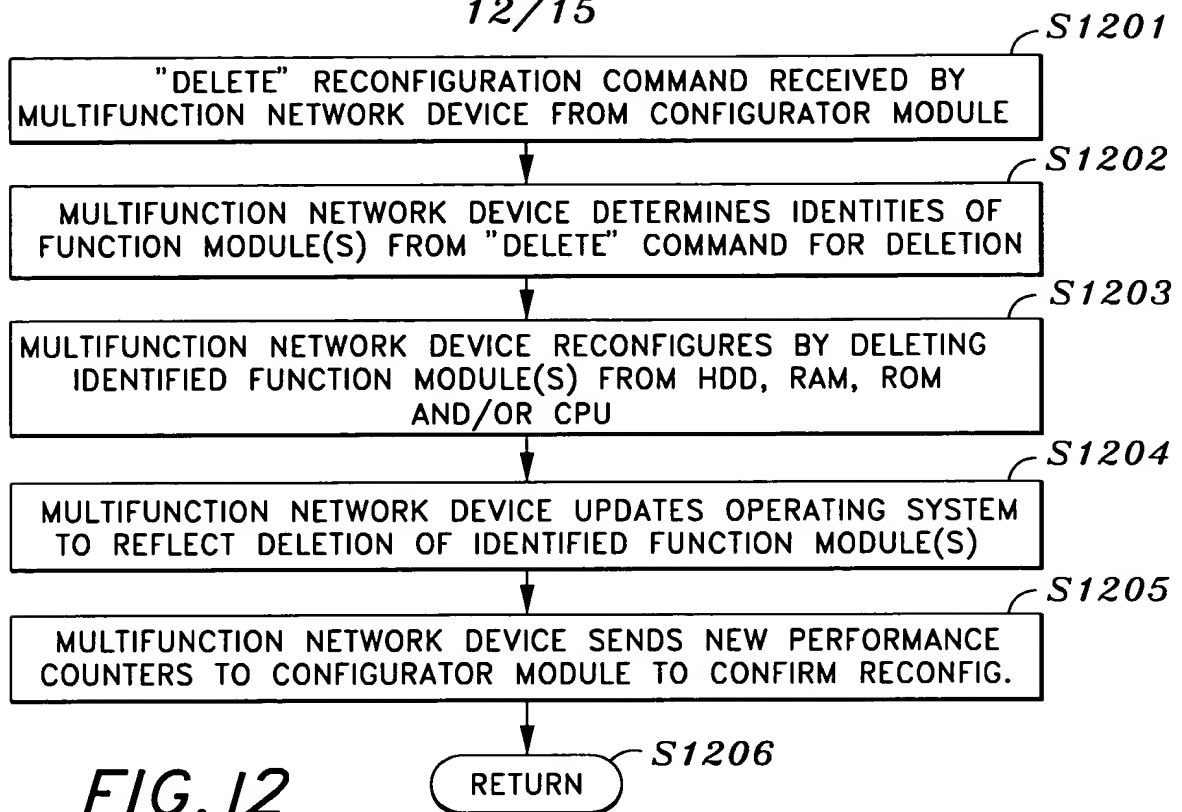 12/15
S1201
"DELETE" RECONFIGURATION COMMAND RECEIVED BY
MULTIFUNCTION NETWORK DEVICE FROM CONFIGURATOR MODULE
S1202
MULTIFUNCTION NETWORK DEVICE DETERMINES IDENTITIES OF
FUNCTION MODULE(S) FROM "DELETE" COMMAND FOR DELETION
S1203
MULTIFUNCTION NETWORK DEVICE RECONFIGURES BY DELETING
IDENTIFIED FUNCTION MODULE(S) FROM HDD, RAM, ROM
AND/OR CPU
S1204
MULTIFUNCTION NETWORK DEVICE UPDATES OPERATING SYSTEM
TO REFLECT DELETION OF IDENTIFIED FUNCTION MODULE(S)
S1205
MULTIFUNCTION NETWORK DEVICE SENDS NEW PERFORMANCE
COUNTERS TO CONFIGURATOR MODULE TO CONFIRM RECONFIG.
S1206
RETURN
FIG. 12